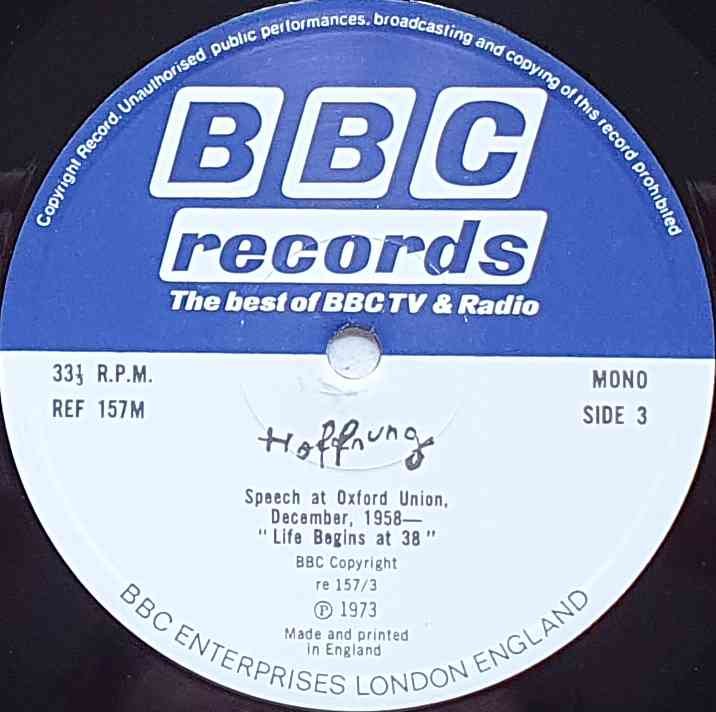 Copyright Record. Unauthorised public performances, broadcasting and copying of this record prohibited
BBC
records
The best of BBC TV & Radio
33⅓ R.P.M.
REF 157M
MONO
SIDE 3
Hoffnung
Speech at Oxford Union,
December, 1958—
"Life Begins at 38"
BBC Copyright
re 157/3
Ⓟ 1973
Made and printed
in England
BBC ENTERPRISES LONDON ENGLAND